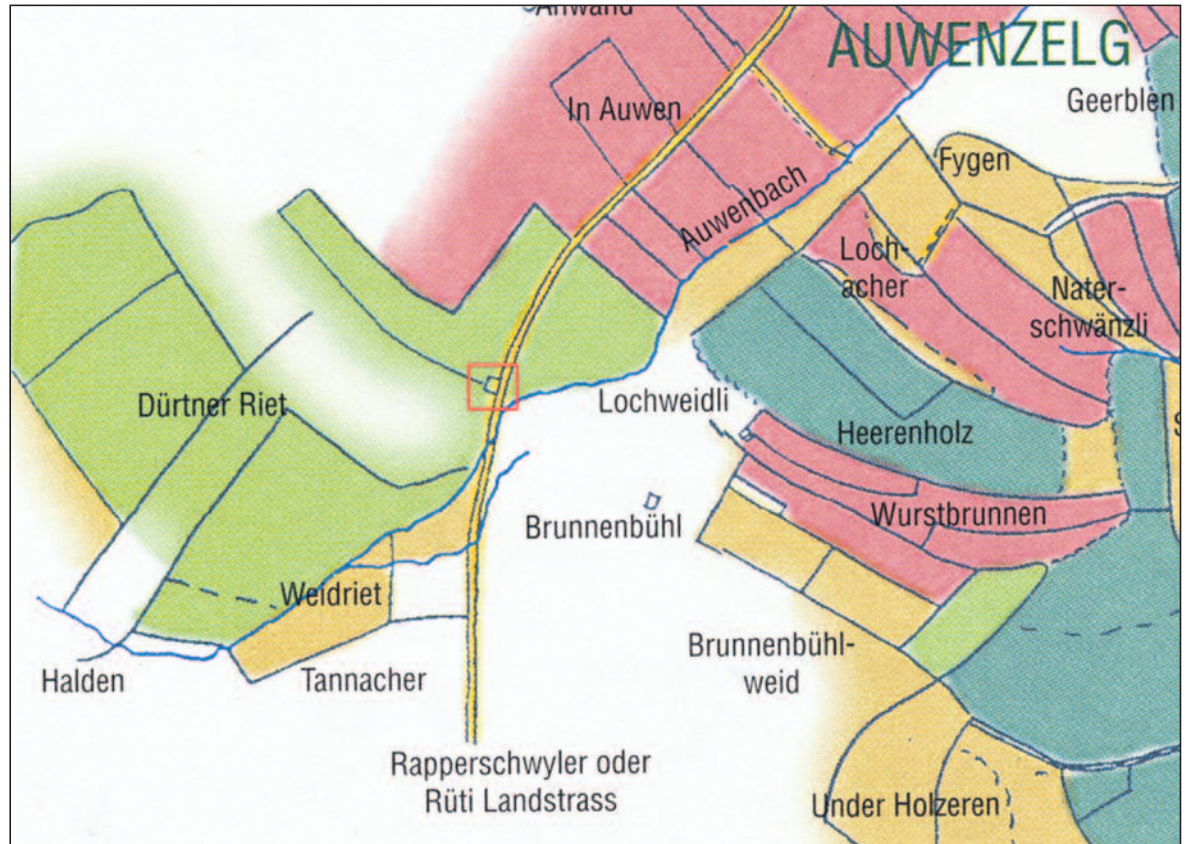 Anwand
AUWENZELG
Geerblen
In Auwen
Fygen
Auwenbach
Loch-
acher
Nater-
schwänzli
Dürtner Riet
Lochweidli
Heerenholz
Wurstbrunnen
Brunnenbühl
Weidriet
Brunnenbühl-
weid
Halden
Tannacher
Rapperschwyler oder
Rüti Landstrass
Under Holzeren